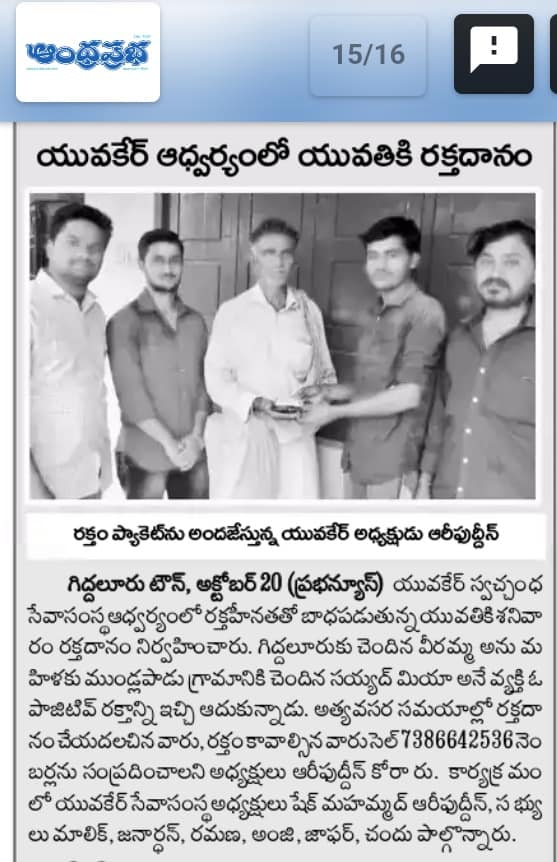 ఆంధ్రప్రభ
15/16
యువకేర్ ఆధ్వర్యంలో యువతికి రక్తదానం
రక్తం ప్యాకెట్‌ను అందజేస్తున్న యువకేర్ అధ్యక్షుడు ఆరీఫుద్దీన్
గిద్దలూరు టౌన్, అక్టోబర్ 20 (ప్రభన్యూస్) యువకేర్ స్వచ్చంధ
సేవాసంస్థ ఆధ్వర్యంలో రక్తహీనతతో బాధపడుతున్న యువతికి శనివా
రం రక్తదానం నిర్వహించారు. గిద్దలూరుకు చెందిన వీరమ్మ అను మ
హిళకు ముండ్లపాడు గ్రామానికి చెందిన సయ్యద్ మియా అనే వ్యక్తి ఓ
పాజిటివ్ రక్తాన్ని ఇచ్చి ఆదుకున్నాడు. అత్యవసర సమయాల్లో రక్తదా
నం చేయదలచిన వారు, రక్తం కావాల్సిన వారు సెల్ 7386642536 నెం
బర్లను సంప్రదించాలని అధ్యక్షులు ఆరీఫుద్దీన్ కోరా రు. కార్యక్ర మం
లో యువకేర్ సేవాసంస్థ అధ్యక్షులు షేక్ మహమ్మద్ ఆరీఫుద్దీన్, స భ్యు
లు మాలిక్, జనార్ధన్, రమణ, అంజి, జాఫర్, చందు పాల్గొన్నారు.